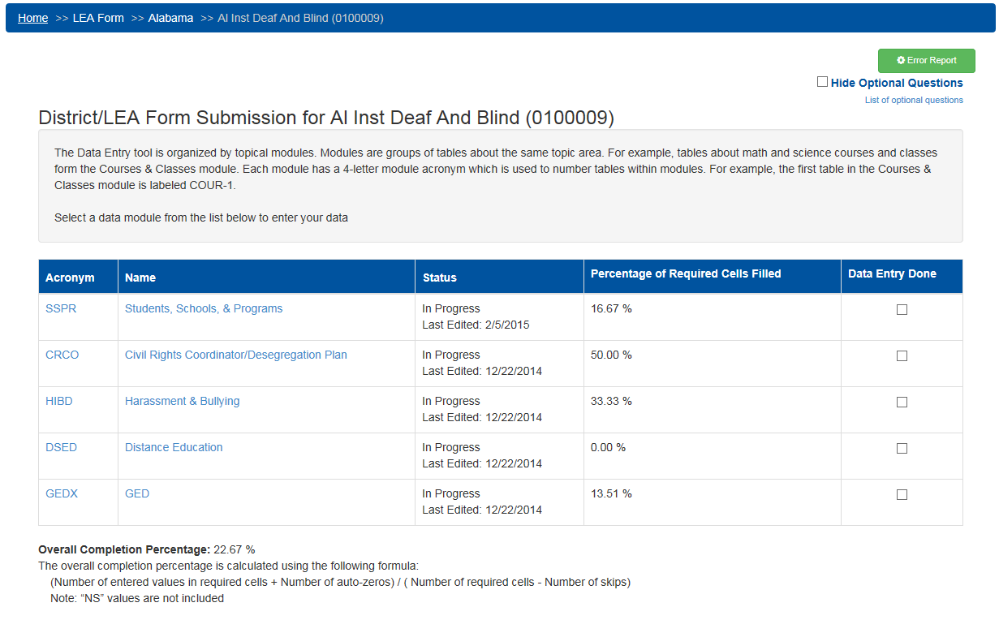 Home >> LEA Form >> Alabama >> Al Inst Deaf And Blind (0100009)
Error Report
Hide Optional Questions
List of optional questions
District/LEA Form Submission for Al Inst Deaf And Blind (0100009)
The Data Entry tool is organized by topical modules. Modules are groups of tables about the same topic area. For example, tables about math and science courses and classes
form the Courses & Classes module. Each module has a 4-letter module acronym which is used to number tables within modules. For example, the first table in the Courses &
Classes module is labeled COUR-1.
Select a data module from the list below to enter your data
Acronym Name Status Percentage of Required Cells Filled Data Entry Done
SSPR Students, Schools, & Programs In Progress 16.67 %
Last Edited: 2/5/2015
CRCO Civil Rights Coordinator/Desegregation Plan In Progress 50.00 %
Last Edited: 12/22/2014
HIBD Harassment & Bullying In Progress 33.33 %
Last Edited: 12/22/2014
DSED Distance Education In Progress 0.00 %
Last Edited: 12/22/2014
GEDX GED In Progress 13.51 %
Last Edited: 12/22/2014
Overall Completion Percentage: 22.67 %
The overall completion percentage is calculated using the following formula:
(Number of entered values in required cells + Number of auto-zeros) / ( Number of required cells - Number of skips)
Note: “NS” values are not included